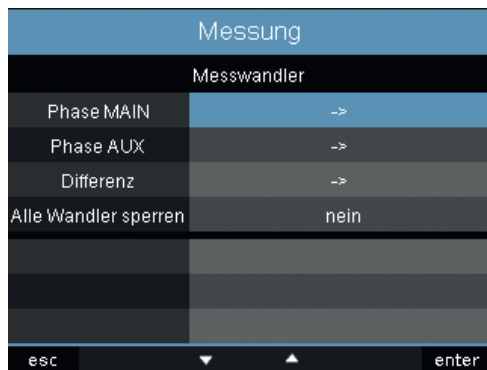 Messung
Messwandler
Phase MAIN ->
Phase AUX ->
Differenz ->
Alle Wandler sperren nein
esc ▼ ▲ enter